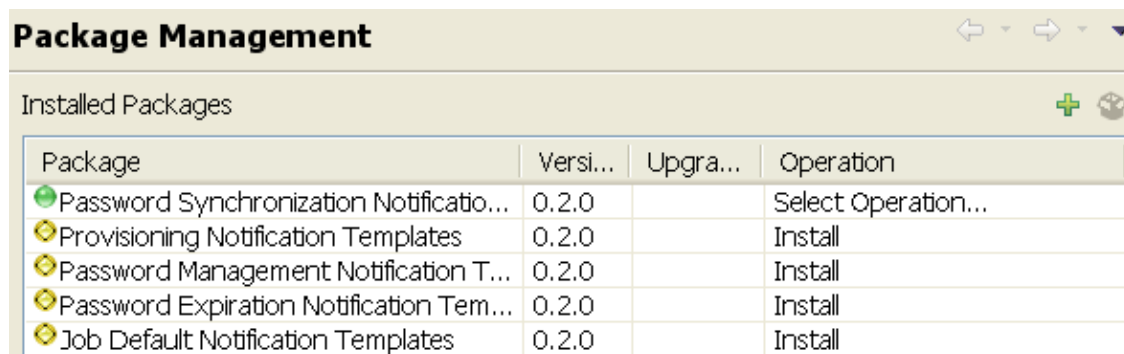 Package Management
Installed Packages
Package Versi... Upgra... Operation
Password Synchronization Notificatio... 0.2.0 Select Operation...
Provisioning Notification Templates 0.2.0 Install
Password Management Notification T... 0.2.0 Install
Password Expiration Notification Tem... 0.2.0 Install
Job Default Notification Templates 0.2.0 Install